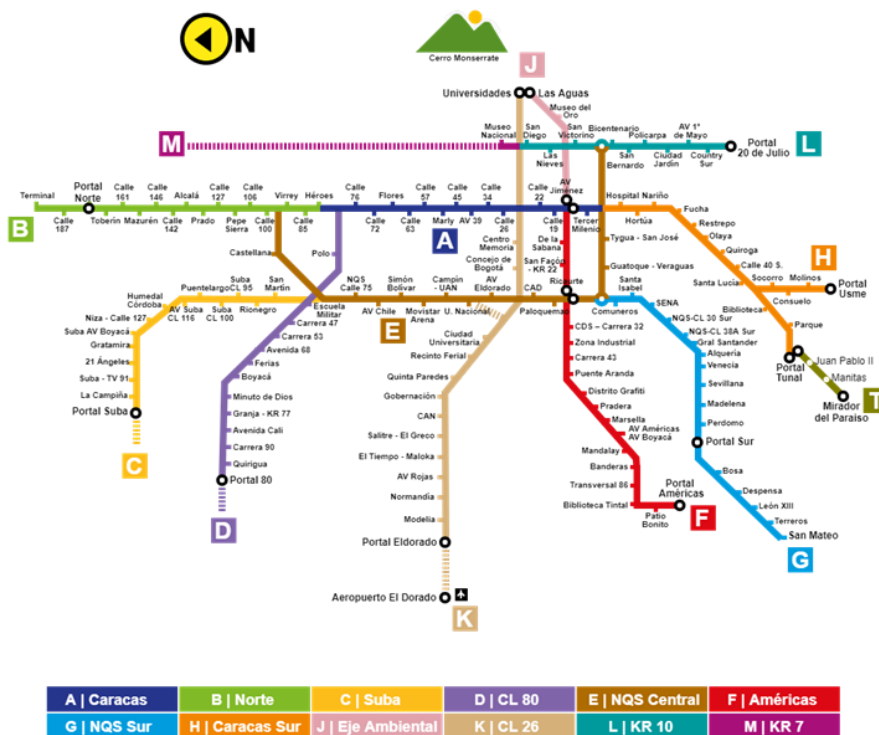 N
Cerro Monserrate
J
Universidades
Las Aguas
Museo del
Oro
M
Museo
Nacional
San
Diego
Las
Nieves
San
Victorino
Bicentenario
San
Bernardo
Policarpa
Ciudad
Jardín
AV 1°
de Mayo
Country
Sur
Portal
20 de Julio
L
B
Terminal
Calle
187
Portal
Norte
Toberín
Calle
161
Mazurén
Calle
146
Calle
142
Alcalá
Prado
Calle
127
Pepe
Sierra
Calle
106
Calle
100
Virrey
Calle
85
Héroes
Calle
76
Calle
72
Flores
Calle
63
Calle
57
Marly
Calle
45
AV 39
Calle
34
Calle
26
Calle
22
Calle
19
AV
Jiménez
Tercer
Milenio
A
Hospital Nariño
Hortúa
Fucha
Restrepo
Olaya
Quiroga
Calle 40 S.
Santa Lucía
Socorro
Consuelo
Molinos
Portal
Usme
H
Biblioteca
Parque
Portal
Tunal
Juan Pablo II
Manitas
Mirador
del Paraiso
T
Castellana
Polo
Centro
Memoria
Concejo de
Bogotá
De la
Sabana
San Façop
- KR 22
Ricaurte
Tygua - San José
Guatoque - Veraguas
NQS
Calle 75
AV Chile
Simón
Bolívar
Movistar
Arena
Campin
- UAN
U. Nacional
AV
Eldorado
CAD
Paloquemao
E
Comuneros
Santa
Isabel
SENA
NQS-CL 30 Sur
NQS-CL 38A Sur
Gral Santander
Alquería
Venecia
Sevillana
Madelena
Perdomo
Portal Sur
Bosa
Despensa
León XIII
Terreros
San Mateo
G
San
Martin
Rionegro
Suba
CL 95
Suba
CL 100
Puentelargo
AV Suba
CL 116
Humedal
Córdoba
Niza - Calle 127
Suba AV Boyacá
Gratamira
21 Ángeles
Suba - TV 91
La Campiña
Portal Suba
C
Escuela
Militar
Carrera 47
Carrera 53
Avenida 68
Ferias
Boyacá
Minuto de Dios
Granja - KR 77
Avenida Cali
Carrera 90
Quirigua
Portal 80
D
Ciudad
Universitaria
Recinto Ferial
Quinta Paredes
Gobernación
CAN
Salitre - El Greco
El Tiempo - Maloka
AV Rojas
Normandía
Modelia
Portal Eldorado
Aeropuerto El Dorado
K
CDS – Carrera 32
Zona Industrial
Carrera 43
Puente Aranda
Distrito Grafiti
Pradera
Marsella
AV Américas
AV Boyacá
Mandalay
Banderas
Transversal 86
Biblioteca Tintal
Patio
Bonito
Portal
Américas
F
A | Caracas
B | Norte
C | Suba
D | CL 80
E | NQS Central
F | Américas
G | NQS Sur
H | Caracas Sur
J | Eje Ambiental
K | CL 26
L | KR 10
M | KR 7